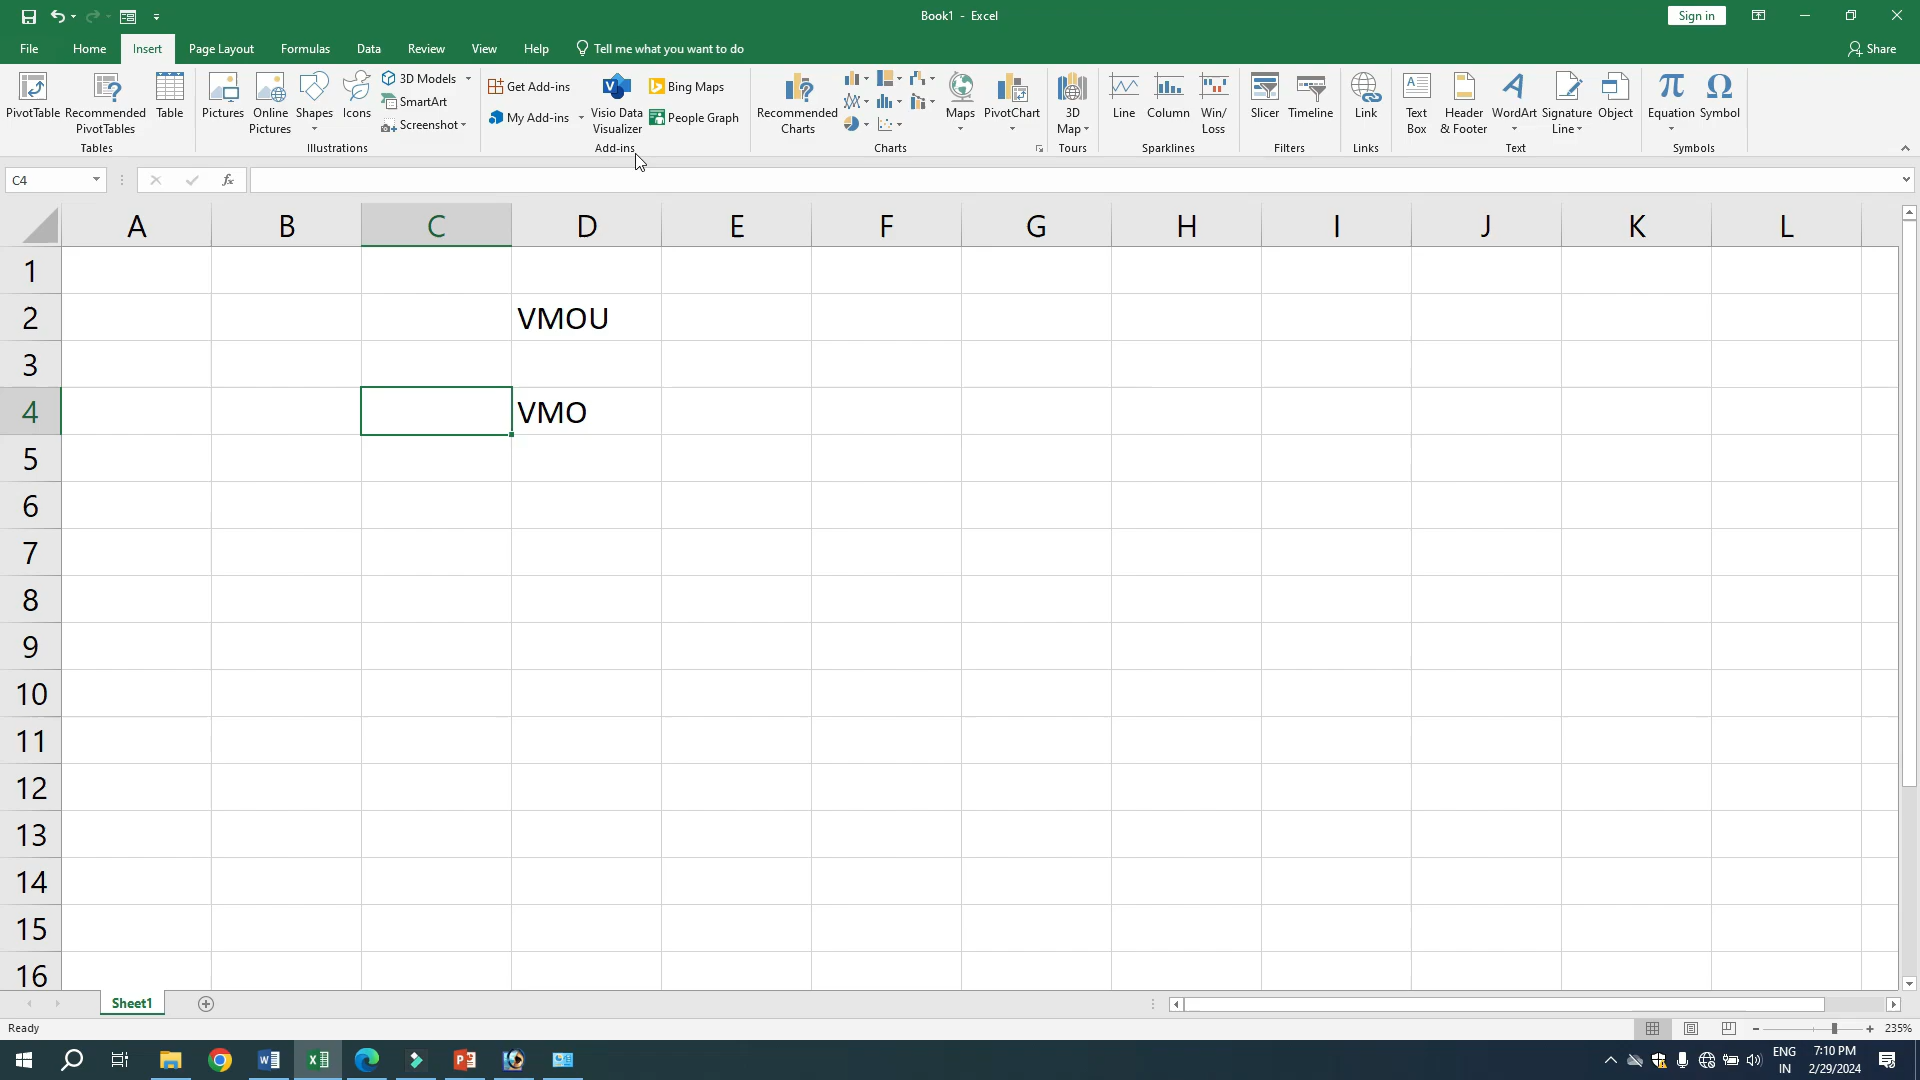 Book1 - Excel
Sign in
File Home Insert Page Layout Formulas Data Review View Help Tell me what you want to do
Share
PivotTable
Recommended
PivotTables
Table
Tables
Pictures
Online
Pictures
Shapes
Icons
3D Models
SmartArt
Screenshot
Illustrations
Get Add-ins
My Add-ins
Visio Data
Visualizer
Bing Maps
People Graph
Add-ins
Recommended
Charts
Maps
PivotChart
Charts
3D
Map
Tours
Line
Column
Win/
Loss
Sparklines
Slicer
Timeline
Filters
Link
Links
Text
Box
Header
& Footer
WordArt
Signature
Line
Object
Text
Equation
Symbol
Symbols
C4
fx
A B C D E F G H I J K L
1
2 VMOU
3
4 VMO
5
6
7
8
9
10
11
12
13
14
15
16
Sheet1
Ready
235%
ENG
IN
7:10 PM
2/29/2024